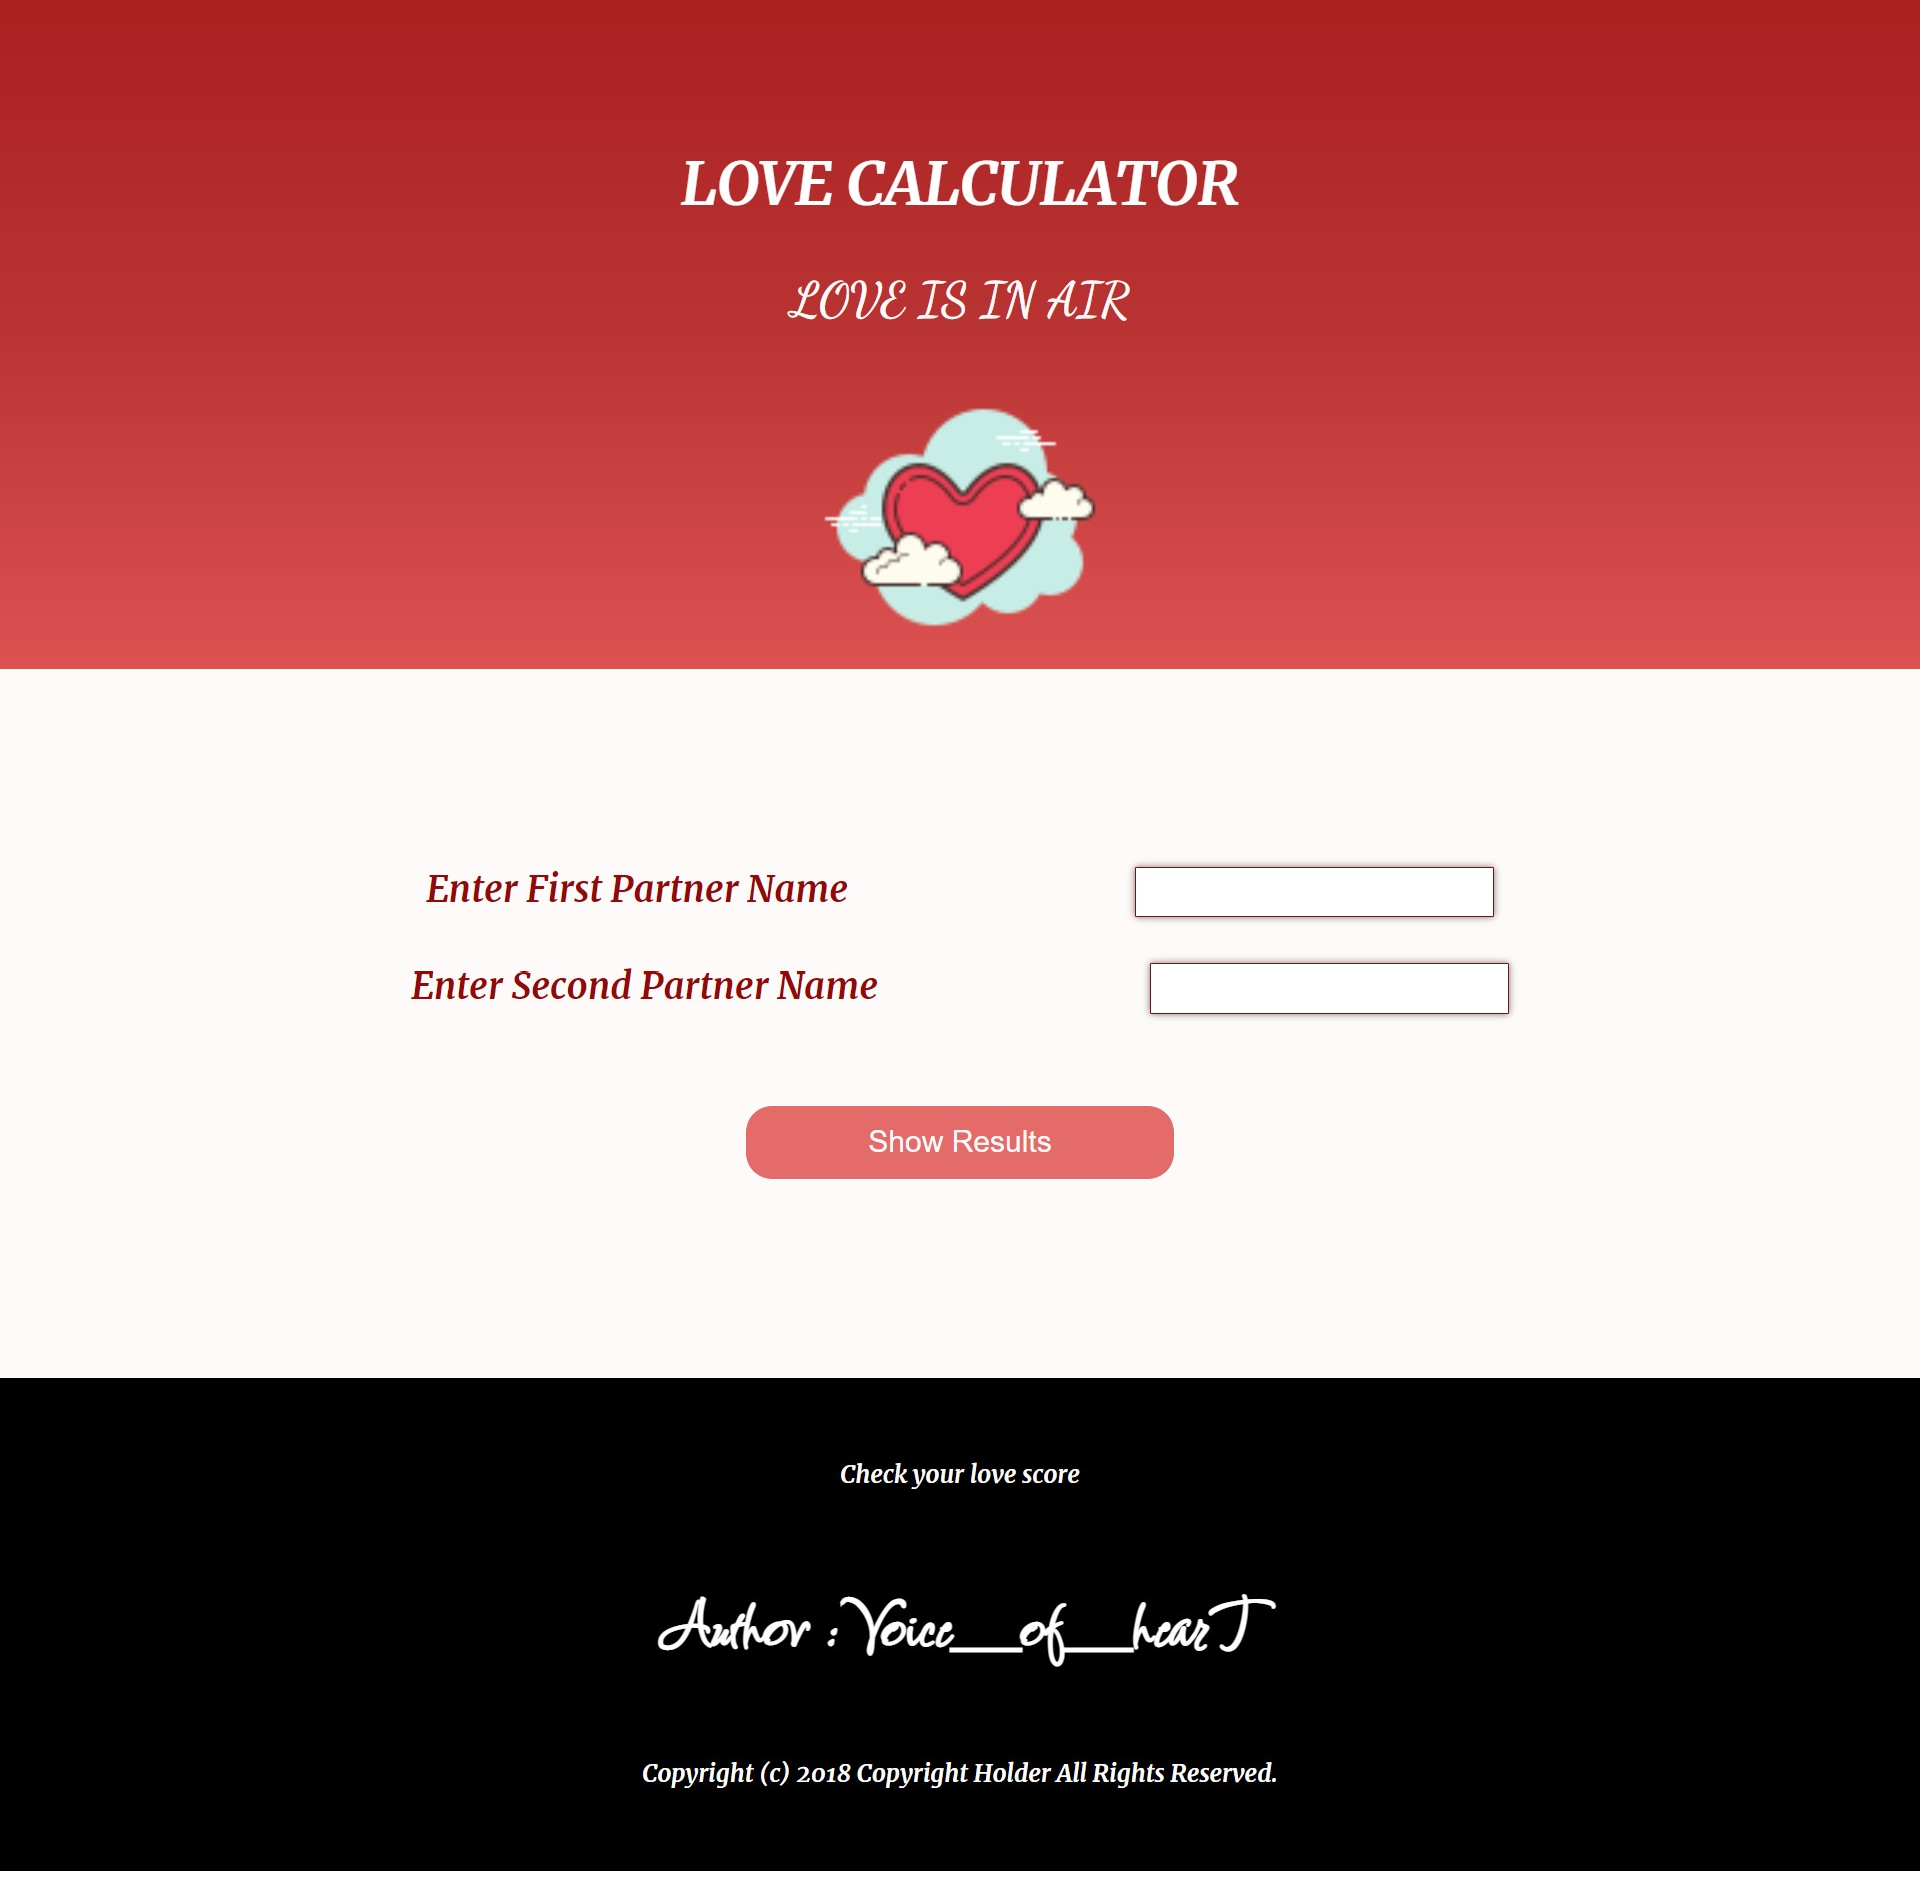 LOVE CALCULATOR
LOVE IS IN AIR
Enter First Partner Name
Enter Second Partner Name
Show Results
Check your love score
Author : Voice__of__hearT
Copyright (c) 2018 Copyright Holder All Rights Reserved.